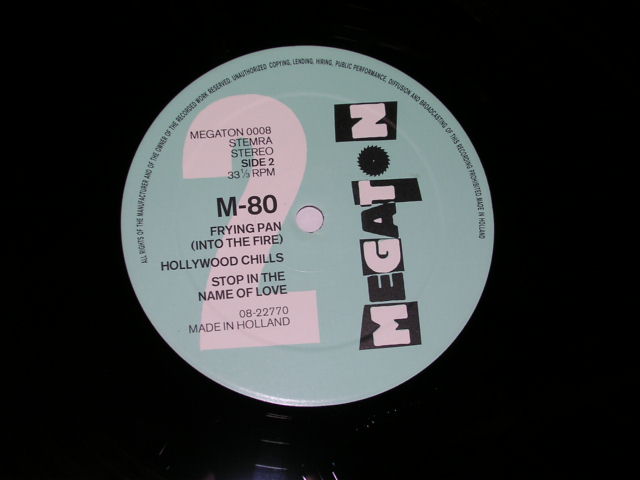 ALL RIGHTS OF THE MANUFACTURER AND OF THE OWNER OF THE RECORDED WORK RESERVED. UNAUTHORIZED COPYING, LENDING, HIRING, PUBLIC PERFORMANCE, DIFFUSION AND BROADCASTING OF THIS RECORDING PROHIBITED. MADE IN HOLLAND
2
MEGATON 0008
STEMRA
STEREO
SIDE 2
33⅓ RPM
M-80
FRYING PAN
(INTO THE FIRE)
HOLLYWOOD CHILLS
STOP IN THE
NAME OF LOVE
08-22770
MADE IN HOLLAND
MEGATON